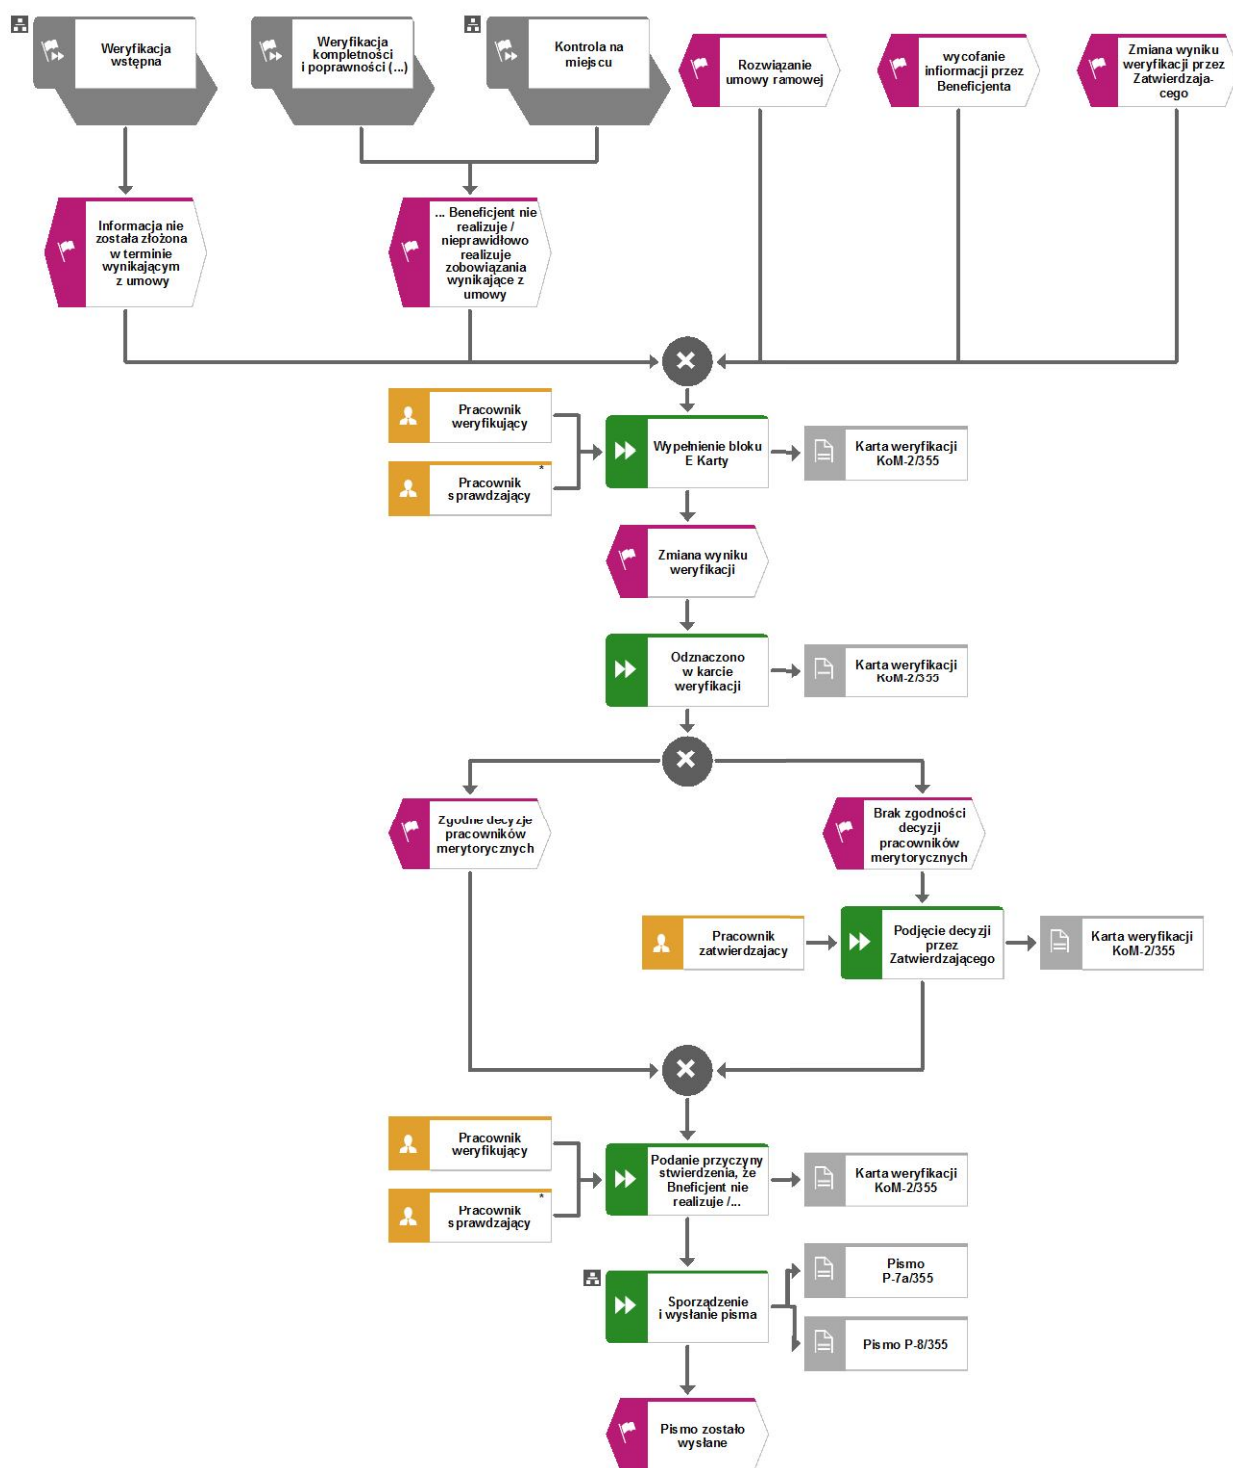 Weryfikacja
wstępna
Weryfikacja
kompletności
i poprawności (...)
Kontrola na
miejscu
Rozwiązanie
umowy ramowej
wycofanie
infiormacji przez
Beneficjenta
Zmiana wyniku
weryfikacji przez
Zatwierdzaja-
cego
Informacja nie
została złożona
w terminie
wynikającym
z umowy
... Beneficjent nie
realizuje /
nieprawidłowo
realizuje
zobowiązania
wynikające z
umowy
Pracownik
weryfikujący
*
Pracownik
sprawdzający
Wypełnienie bloku
E Karty
Karta weryfikacji
KoM-2/355
Zmiana wyniku
weryfikacji
Odznaczono
w karcie
weryfikacji
Karta weryfikacji
KoM-2/355
Zgodne decyzje
pracowników
merytorycznych
Brak zgodności
decyzji
pracowników
merytorycznych
Pracownik
zatwierdzajacy
Podjęcie decyzji
przez
Zatwierdzającego
Karta weryfikacji
KoM-2/355
Pracownik
weryfikujący
*
Pracownik
sprawdzający
Podanie przyczyny
stwierdzenia, że
Bneficjent nie
realizuje /...
Karta weryfikacji
KoM-2/355
Sporządzenie
i wysłanie pisma
Pismo
P-7a/355
Pismo P-8/355
Pismo zostało
wysłane